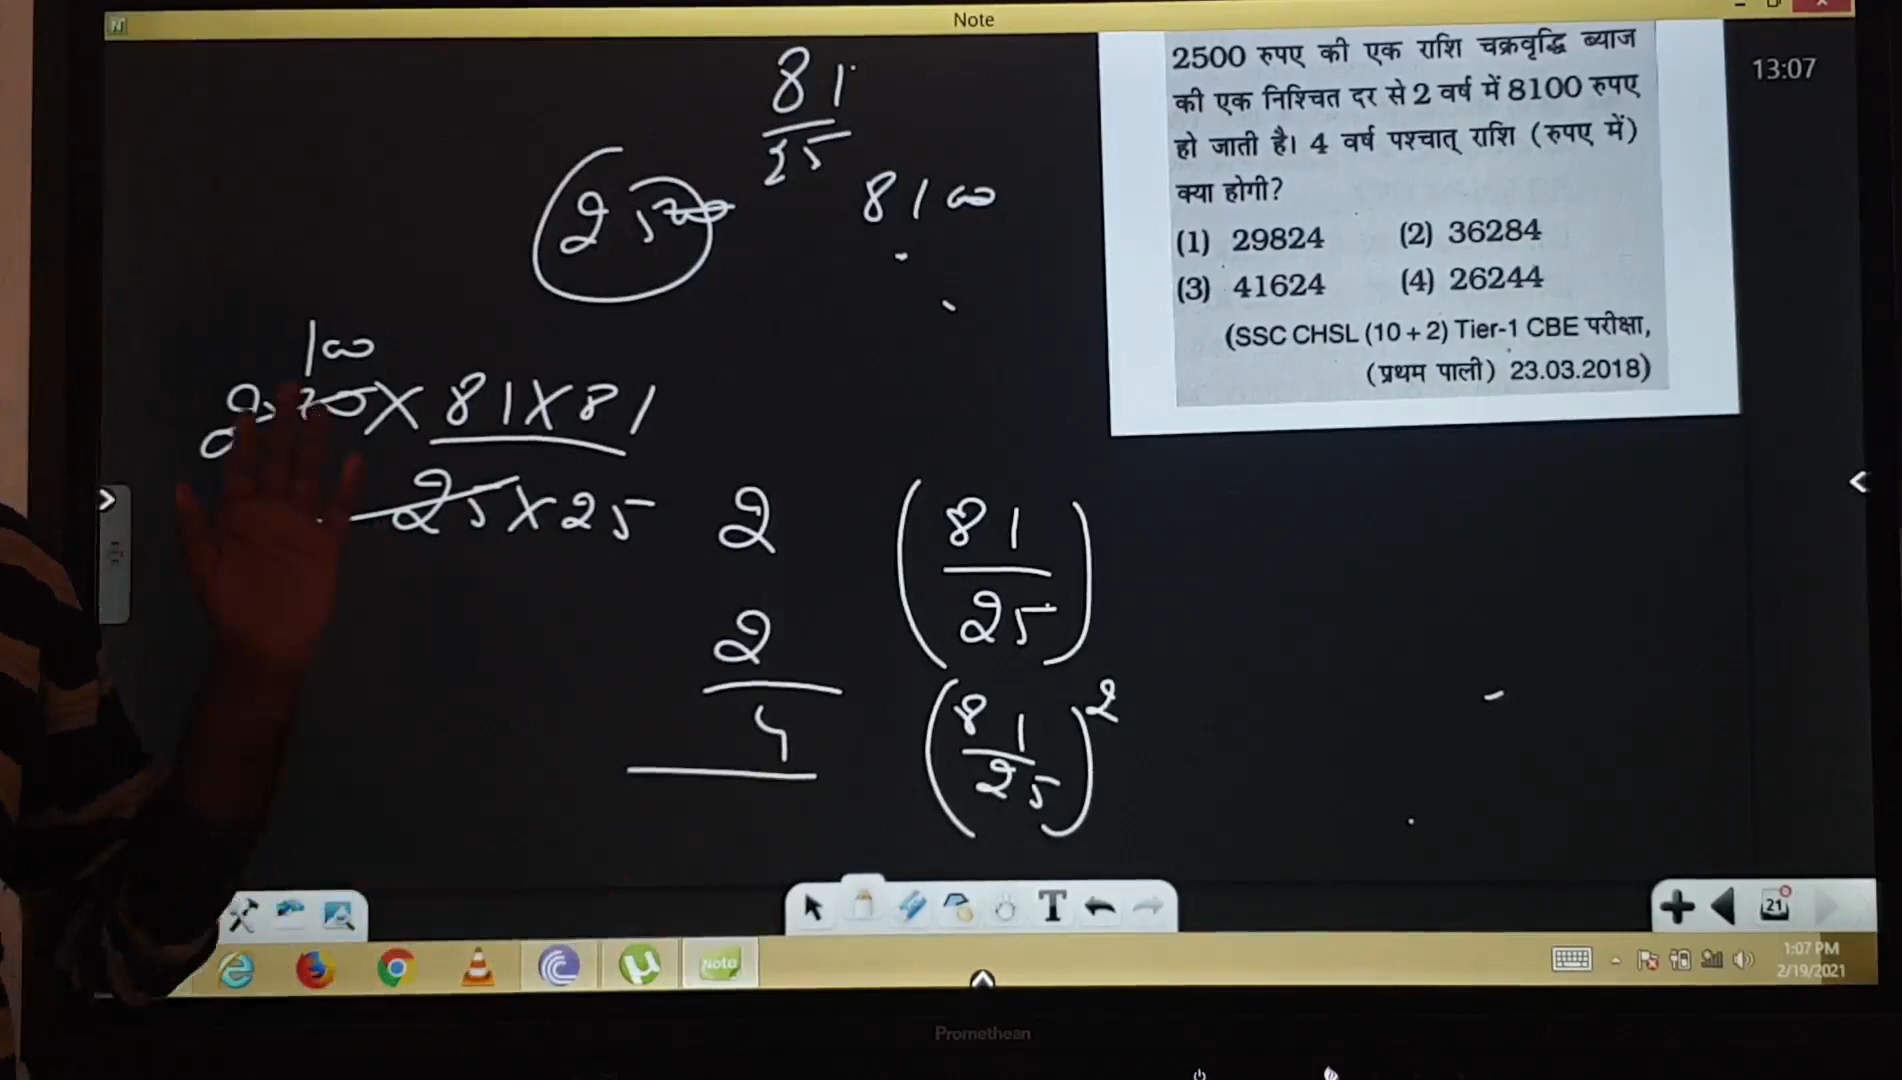 Note
2500 रुपए की एक राशि चक्रवृद्धि ब्याज
की एक निश्चित दर से 2 वर्ष में 8100 रुपए
हो जाती है। 4 वर्ष पश्चात् राशि (रुपए में)
क्या होगी?
(1) 29824 (2) 36284
(3) 41624 (4) 26244
(SSC CHSL (10 + 2) Tier-1 CBE परीक्षा,
(प्रथम पाली) 23.03.2018)
13:07
81
25
8100
100
× 81 × 81
25 × 25
2
81
25
2
4
(81
25)2
21
Note
1:07 PM
2/19/2021
Promethean